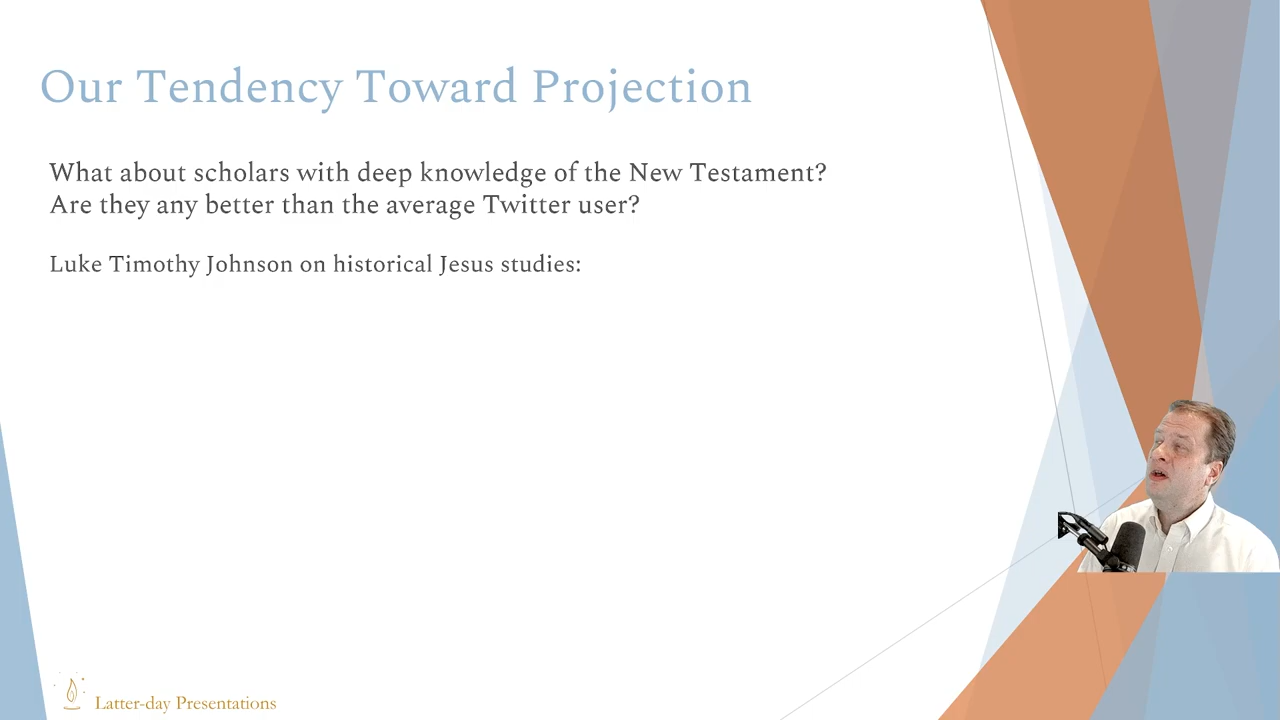 Our Tendency Toward Projection
What about scholars with deep knowledge of the New Testament?
Are they any better than the average Twitter user?
Luke Timothy Johnson on historical Jesus studies:
Latter-day Presentations